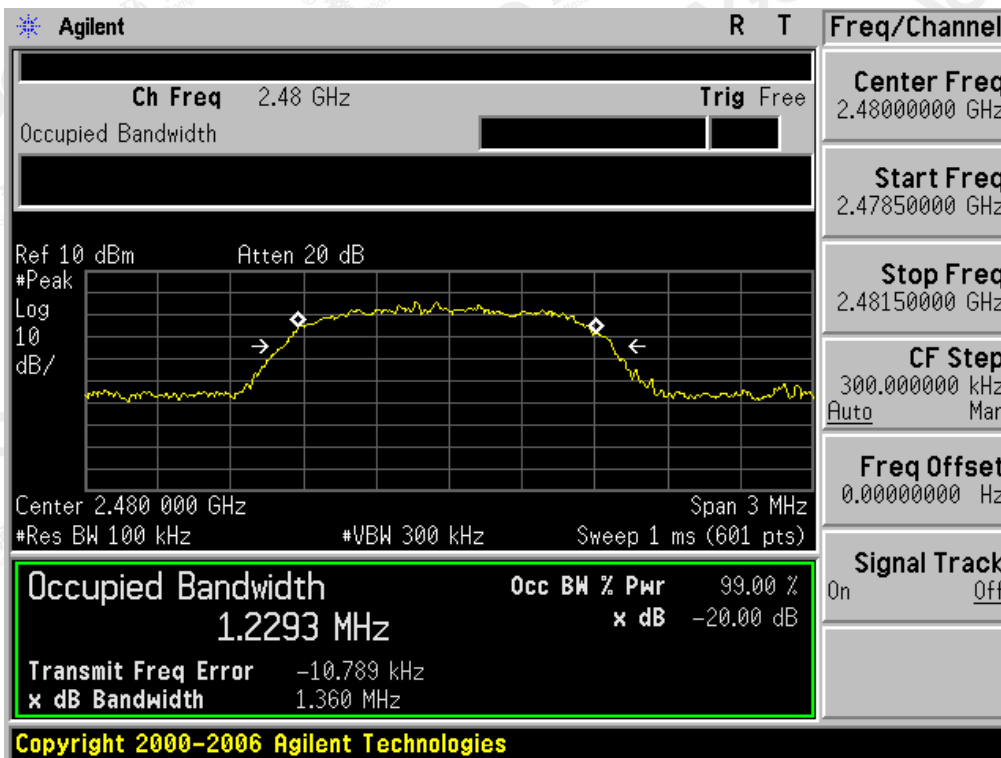 Agilent R T
Ch Freq 2.48 GHz Trig Free
Occupied Bandwidth
Ref 10 dBm Atten 20 dB
#Peak
Log
10
dB/
Center 2.480 000 GHz Span 3 MHz
#Res BW 100 kHz #VBW 300 kHz Sweep 1 ms (601 pts)
Occupied Bandwidth
1.2293 MHz
Occ BW % Pwr 99.00 %
x dB -20.00 dB
Transmit Freq Error -10.789 kHz
x dB Bandwidth 1.360 MHz
Copyright 2000-2006 Agilent Technologies
Freq/Channel
Center Freq
2.48000000 GHz
Start Freq
2.47850000 GHz
Stop Freq
2.48150000 GHz
CF Step
300.000000 kHz
Auto Man
Freq Offset
0.00000000 Hz
Signal Track
On Off